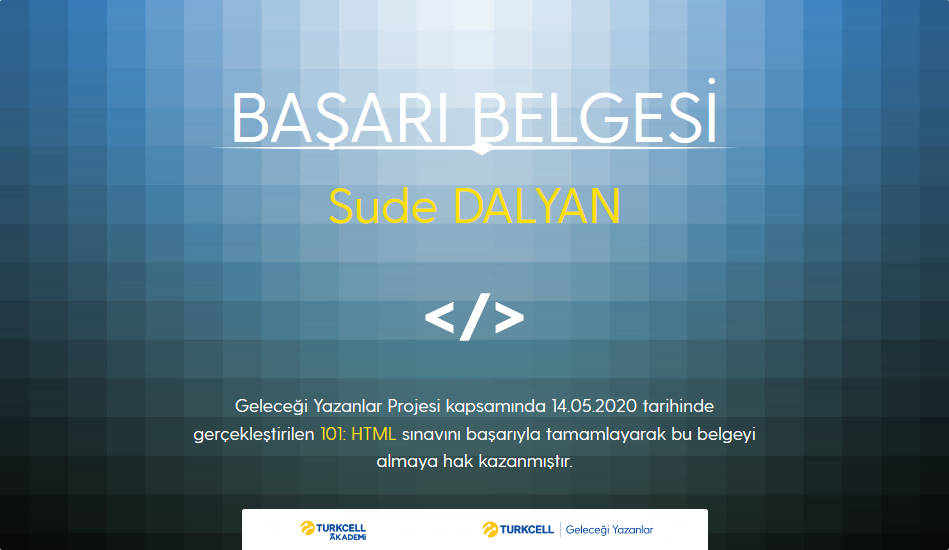 BAŞARI BELGESİ
Sude DALYAN
</>
Geleceği Yazanlar Projesi kapsamında 14.05.2020 tarihinde
gerçekleştirilen 101: HTML sınavını başarıyla tamamlayarak bu belgeyi
almaya hak kazanmıştır.
TURKCELL
AKADEMİ
TURKCELL | Geleceği Yazanlar